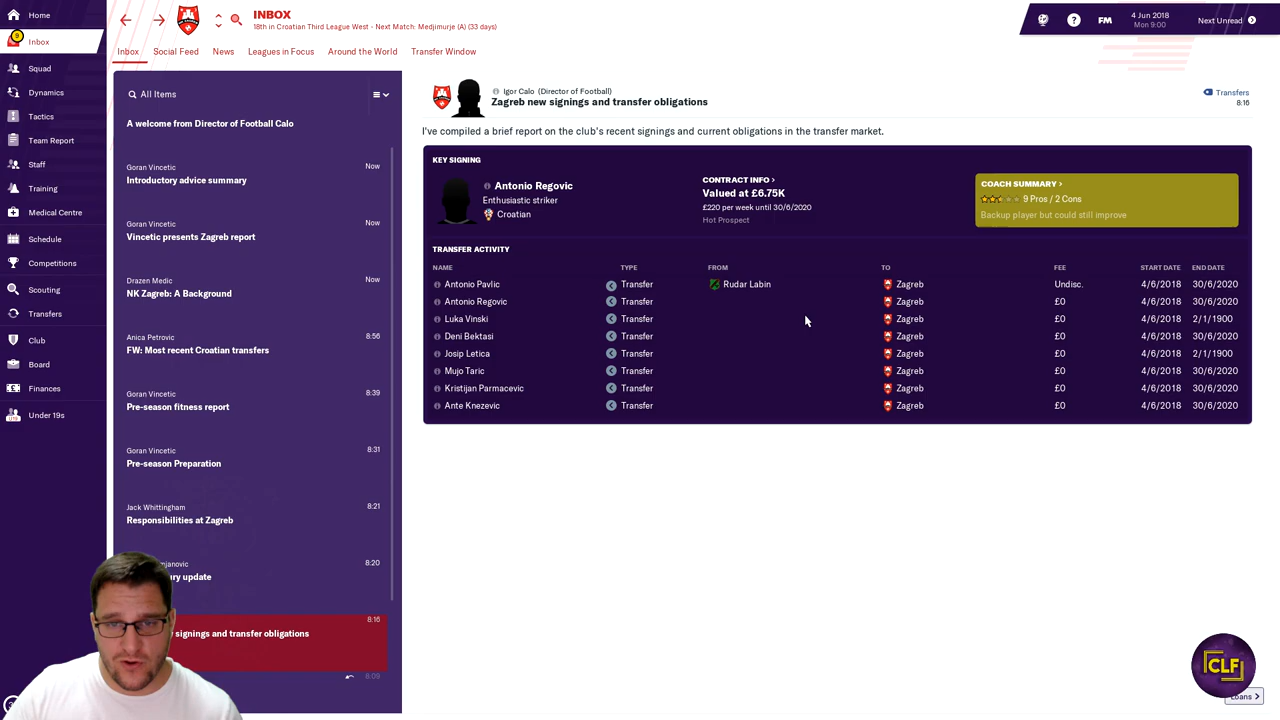 Home
9
Inbox
Squad
Dynamics
Tactics
Team Report
Staff
Training
Medical Centre
Schedule
Competitions
Scouting
Transfers
Club
Board
Finances
Under 19s
INBOX
18th in Croatian Third League West - Next Match: Medjimurje (A) (33 days)
?
FM
4 Jun 2018
Mon 9:00
Next Unread
Inbox
Social Feed
News
Leagues in Focus
Around the World
Transfer Window
All Items
A welcome from Director of Football Calo
Goran Vincetic Now
Introductory advice summary
Goran Vincetic Now
Vincetic presents Zagreb report
Drazen Medic Now
NK Zagreb: A Background
Anica Petrovic 8:56
FW: Most recent Croatian transfers
Goran Vincetic 8:39
Pre-season fitness report
Goran Vincetic 8:31
Pre-season Preparation
Jack Whittingham 8:21
Responsibilities at Zagreb
8:20
update
8:16
signings and transfer obligations
8:09
Igor Calo (Director of Football)
Zagreb new signings and transfer obligations
Transfers
8:16
I've compiled a brief report on the club's recent signings and current obligations in the transfer market.
KEY SIGNING
Antonio Regovic
Enthusiastic striker
Croatian
CONTRACT INFO >
Valued at £6.75K
£220 per week until 30/6/2020
Hot Prospect
COACH SUMMARY >
9 Pros / 2 Cons
Backup player but could still improve
TRANSFER ACTIVITY
NAME TYPE FROM TO FEE START DATE END DATE
Antonio Pavlic Transfer Rudar Labin Zagreb Undisc. 4/6/2018 30/6/2020
Antonio Regovic Transfer Zagreb £0 4/6/2018 30/6/2020
Luka Vinski Transfer Zagreb £0 4/6/2018 2/1/1900
Deni Bektasi Transfer Zagreb £0 4/6/2018 30/6/2020
Josip Letica Transfer Zagreb £0 4/6/2018 2/1/1900
Mujo Taric Transfer Zagreb £0 4/6/2018 30/6/2020
Kristijan Parmacevic Transfer Zagreb £0 4/6/2018 30/6/2020
Ante Knezevic Transfer Zagreb £0 4/6/2018 30/6/2020
CLF
Loans >